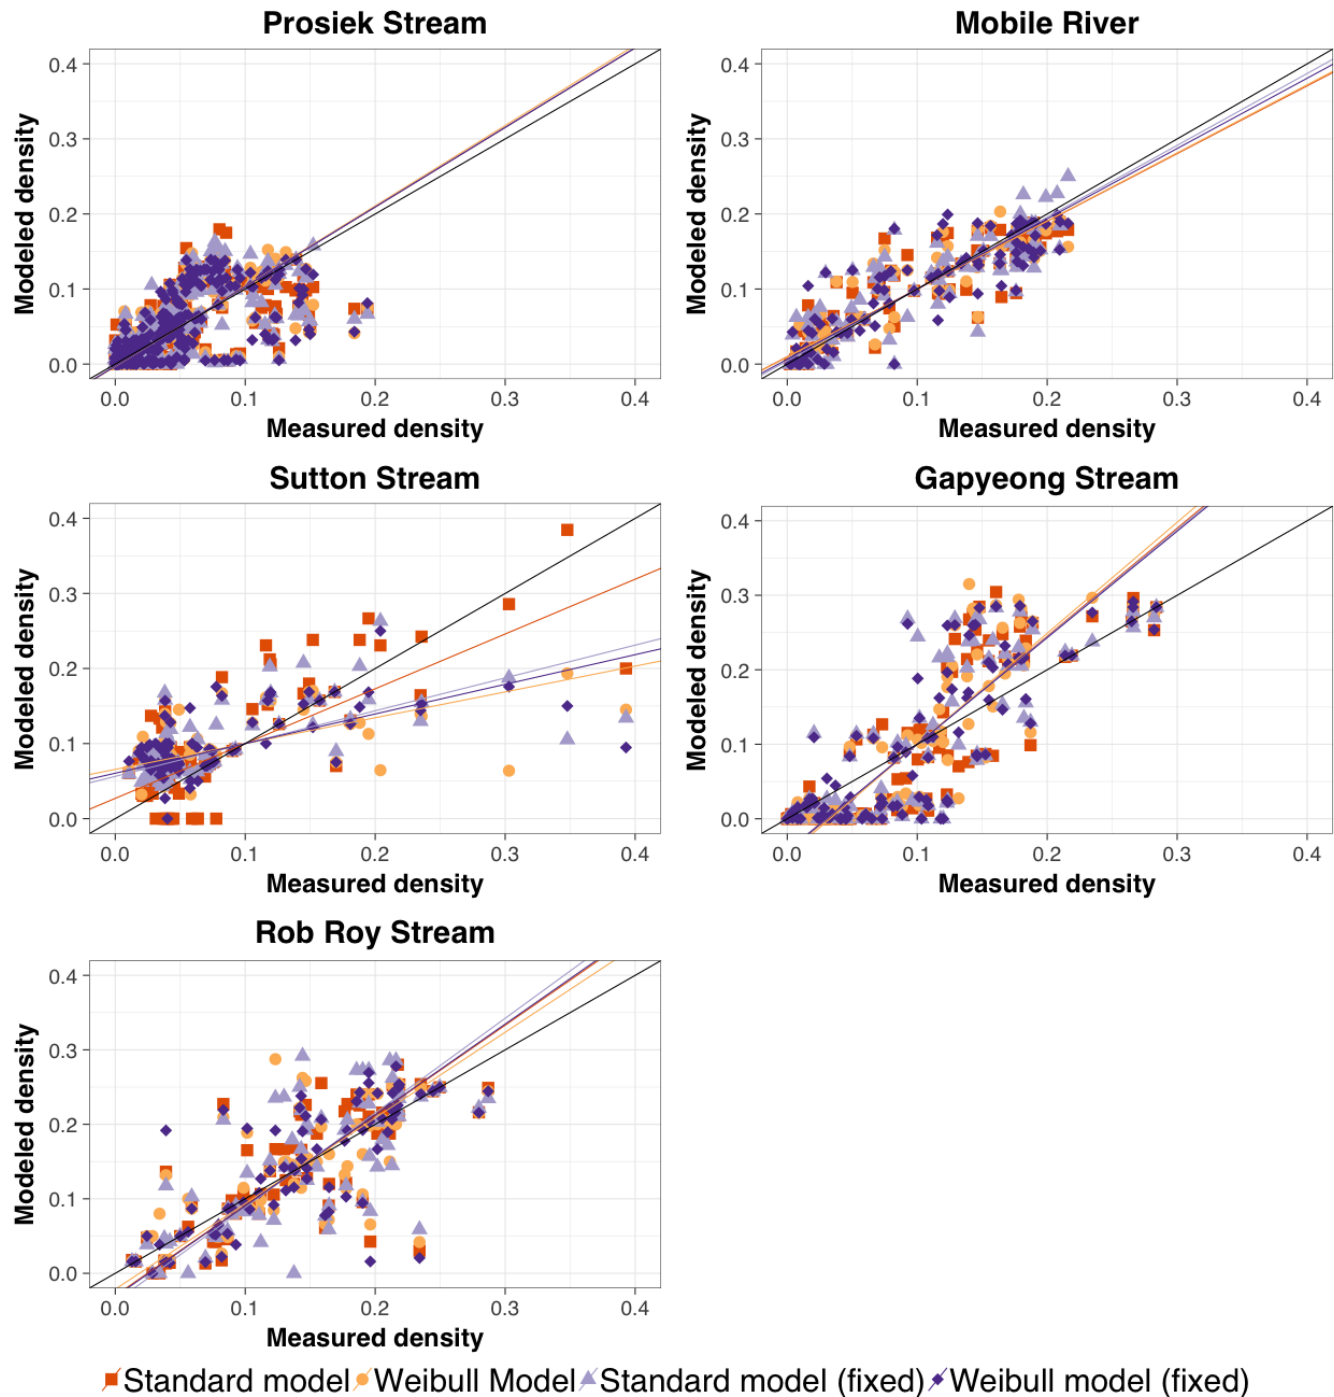 Prosiek Stream
Mobile River
0.4
0.3
0.2
0.1
0.0
Modeled density
0.0 0.1 0.2 0.3 0.4
Measured density
0.4
0.3
0.2
0.1
0.0
Modeled density
0.0 0.1 0.2 0.3 0.4
Measured density
Sutton Stream
Gapyeong Stream
0.4
0.3
0.2
0.1
0.0
Modeled density
0.0 0.1 0.2 0.3 0.4
Measured density
0.4
0.3
0.2
0.1
0.0
Modeled density
0.0 0.1 0.2 0.3 0.4
Measured density
Rob Roy Stream
0.4
0.3
0.2
0.1
0.0
Modeled density
0.0 0.1 0.2 0.3 0.4
Measured density
Standard model Weibull Model Standard model (fixed) Weibull model (fixed)